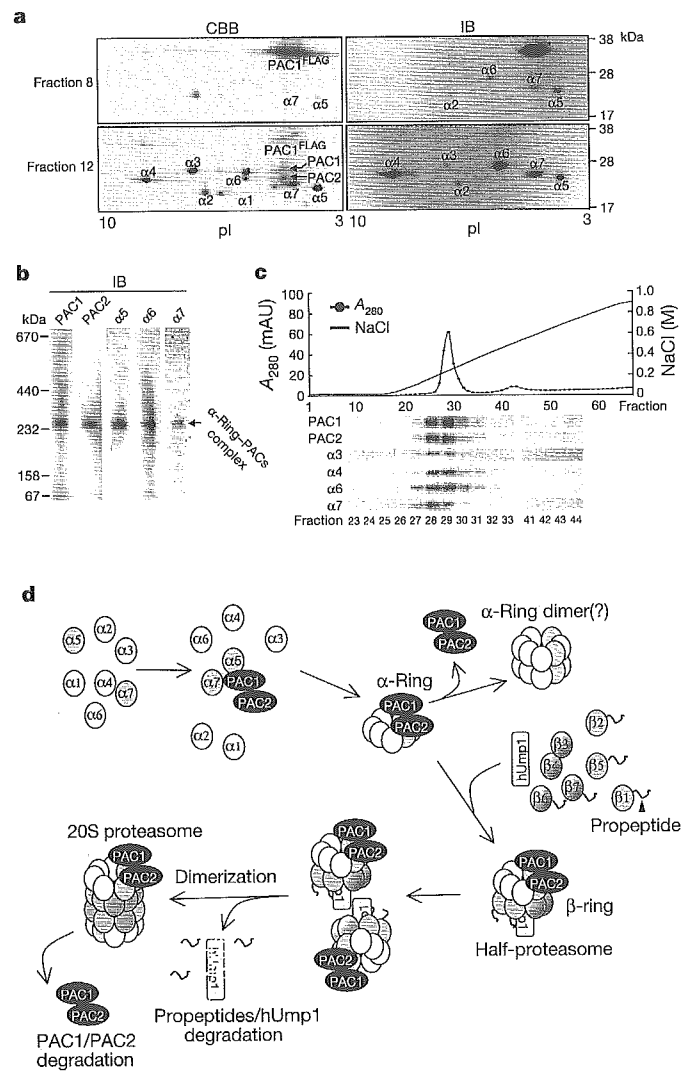 a
CBB
IB
kDa
Fraction 8
PAC1FLAG
α7
α5
α6
α7
α2
α5
38
28
17
Fraction 12
PAC1FLAG
PAC1
PAC2
α4
α3
α6
α7
α2
α1
α5
α4
α3
α6
α7
α2
α5
38
28
17
10
3
10
3
pI
pI
b
IB
kDa
PAC1
PAC2
α5
α6
α7
670
440
232
158
67
α-Ring–PACs
complex
c
A280 (mAU)
100
80
60
40
20
0
A280
NaCl
1.0
0.8
0.6
0.4
0.2
0
NaCl (M)
1
10
20
30
40
50
60
Fraction
PAC1
PAC2
α3
α4
α6
α7
Fraction 23 24 25 26 27 28 29 30 31 32 33 41 42 43 44
d
α5
α2
α3
α1
α4
α7
α6
α4
α6
α3
α5
α7
PAC1
PAC2
α2
α1
α-Ring
PAC1
PAC2
PAC1
PAC2
α-Ring dimer(?)
hUmp1
β2
β3
β4
β5
β6
β7
β1
Propeptide
PAC1
PAC2
β-ring
Half-proteasome
PAC1
PAC2
PAC2
PAC1
Dimerization
Propeptides/hUmp1
degradation
20S proteasome
PAC1
PAC2
PAC1
PAC2
PAC1/PAC2
degradation